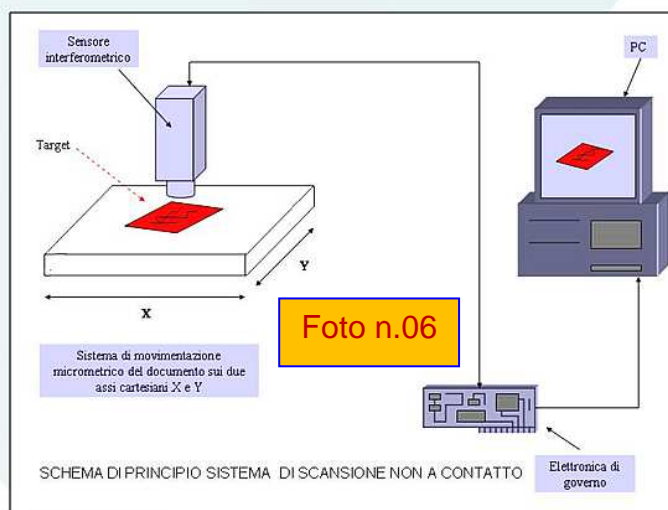 Sensore
interferometrico
PC
Target
Y
X
Foto n.06
Sistema di movimentazione
micrometrico del documento sui due
assi cartesiani X e Y
SCHEMA DI PRINCIPIO SISTEMA DI SCANSIONE NON A CONTATTO
Elettronica di
governo